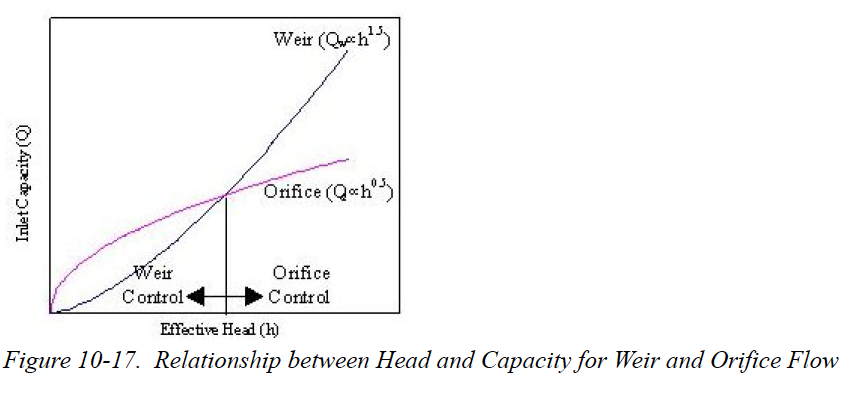 Weir (Qw∝h^1.5)
Inlet Capacity (Q)
Orifice (Q∝h^0.5)
Weir Orifice
Control Control
Effective Head (h)
Figure 10-17. Relationship between Head and Capacity for Weir and Orifice Flow